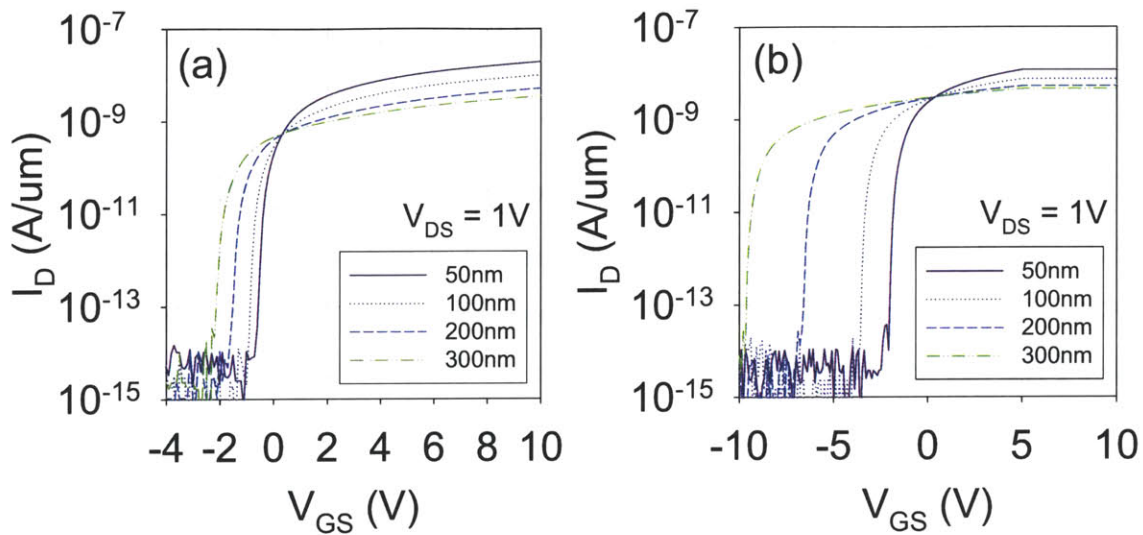 (a)
I_D (A/um)
10⁻⁷
10⁻⁹
10⁻¹¹
10⁻¹³
10⁻¹⁵
V_DS = 1V
50nm
100nm
200nm
300nm
-4 -2 0 2 4 6 8 10
V_GS (V)
(b)
I_D (A/um)
10⁻⁷
10⁻⁹
10⁻¹¹
10⁻¹³
10⁻¹⁵
V_DS = 1V
50nm
100nm
200nm
300nm
-10 -5 0 5 10
V_GS (V)